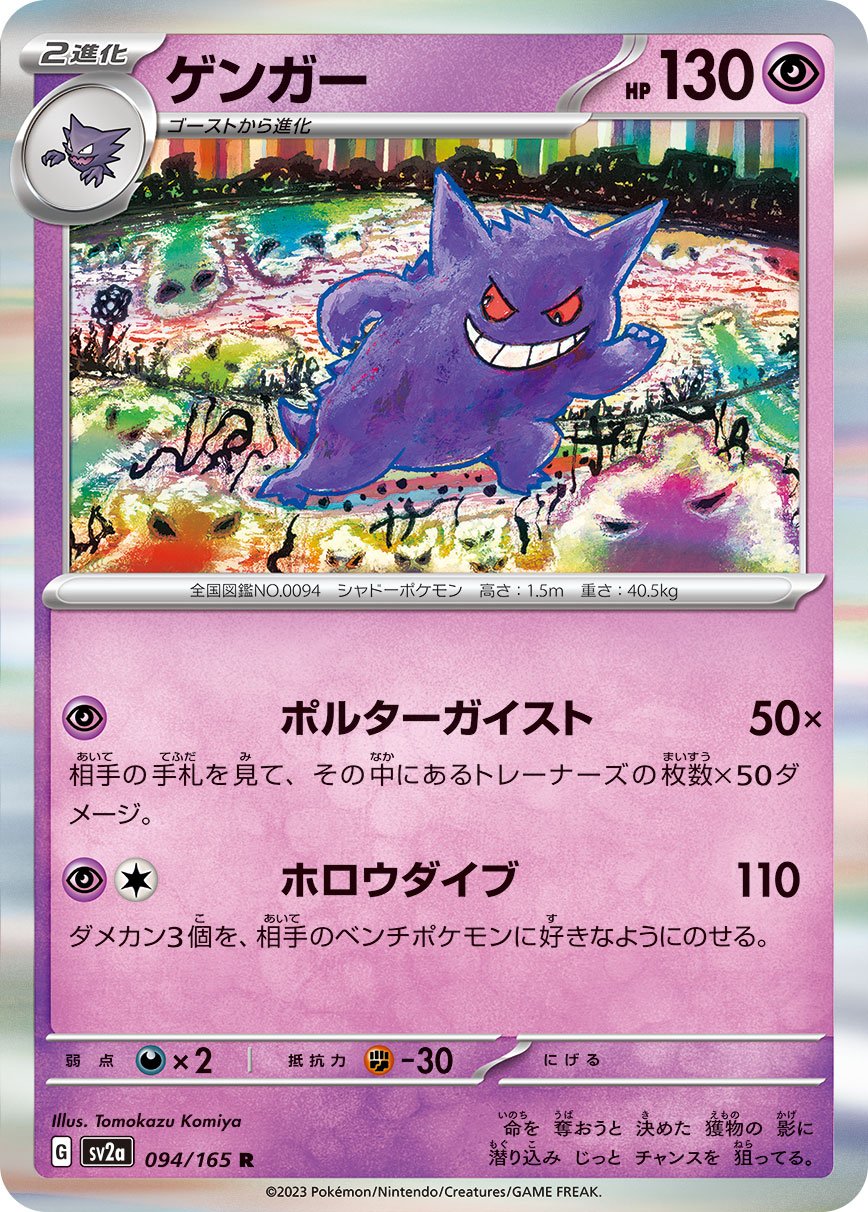 2進化
ゲンガー
HP 130
ゴーストから進化
全国図鑑NO.0094 シャドーポケモン 高さ:1.5m 重さ:40.5kg
ポルターガイスト 50×
相手の手札を見て、その中にあるトレーナーズの枚数×50ダ
メージ。
ホロウダイブ 110
ダメカン3個を、相手のベンチポケモンに好きなようにのせる。
弱点 ×2 抵抗力 -30 にげる
Illus. Tomokazu Komiya
G sv2a 094/165 R
命を 奪おうと 決めた 獲物の 影に
潜り込み じっと チャンスを 狙ってる。
©2023 Pokémon/Nintendo/Creatures/GAME FREAK.